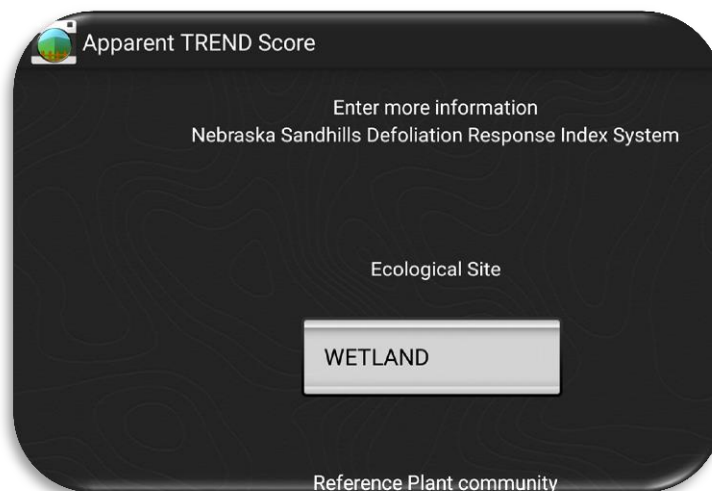 Apparent TREND Score
Enter more information
Nebraska Sandhills Defoliation Response Index System
Ecological Site
WETLAND
Reference Plant community